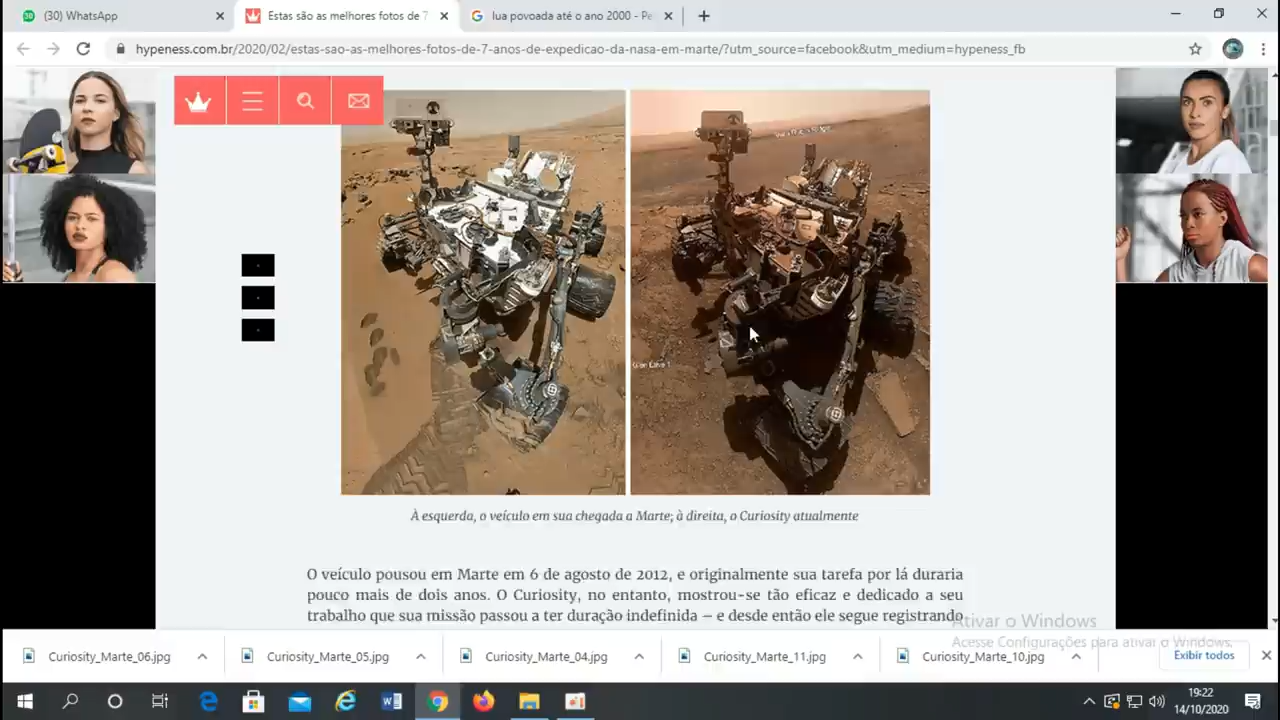 (30) WhatsApp
Estas são as melhores fotos de 7
lua povoada até o ano 2000 - Pe
hypeness.com.br/2020/02/estas-sao-as-melhores-fotos-de-7-anos-de-expedicao-da-nasa-em-marte/?utm_source=facebook&utm_medium=hypeness_fb
À esquerda, o veículo em sua chegada a Marte; à direita, o Curiosity atualmente
O veículo pousou em Marte em 6 de agosto de 2012, e originalmente sua tarefa por lá duraria
pouco mais de dois anos. O Curiosity, no entanto, mostrou-se tão eficaz e dedicado a seu
trabalho que sua missão passou a ter duração indefinida – e desde então ele segue registrando
Ativar o Windows
Acesse Configurações para ativar o Windows.
Curiosity_Marte_06.jpg
Curiosity_Marte_05.jpg
Curiosity_Marte_04.jpg
Curiosity_Marte_11.jpg
Curiosity_Marte_10.jpg
Exibir todos
19:22
14/10/2020